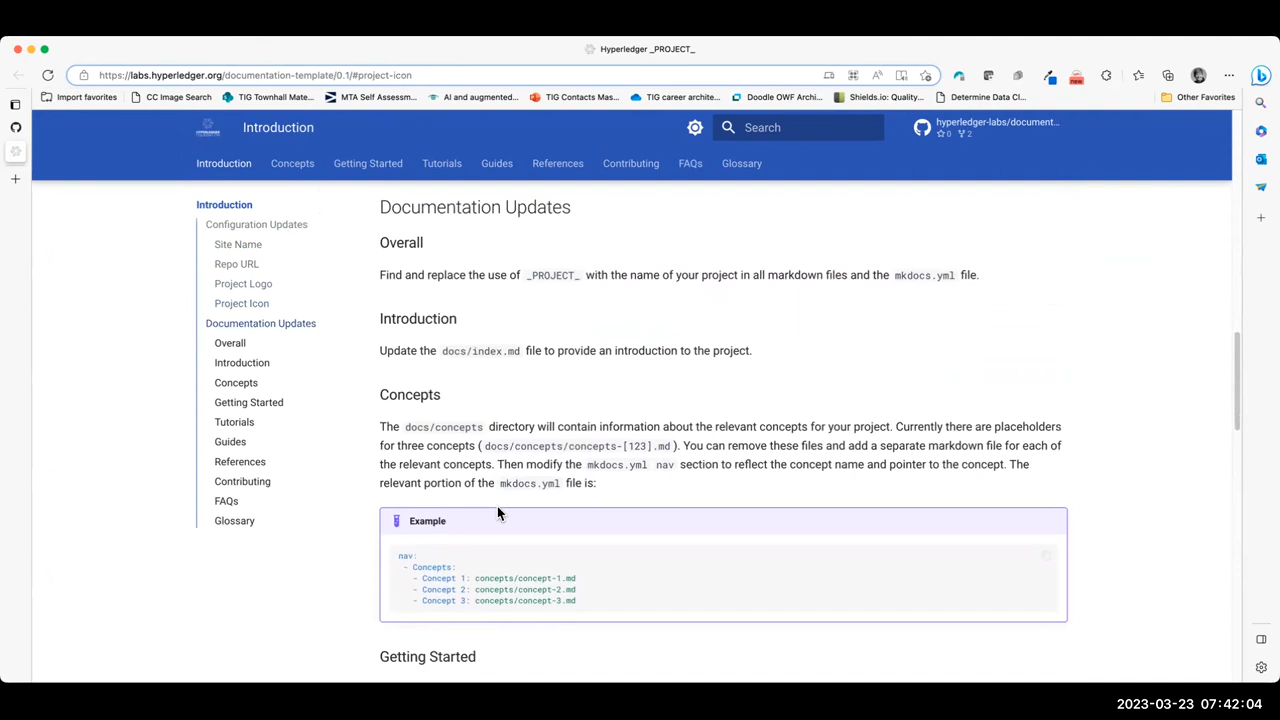 Hyperledger _PROJECT_
https://labs.hyperledger.org/documentation-template/0.1/#project-icon
Import favorites
CC Image Search
TIG Townhall Mate...
MTA Self Assessm...
AI and augmented...
TIG Contacts Mas...
TIG career archite...
Doodle OWF Archi...
Shields.io: Quality...
Determine Data Cl...
Other Favorites
HYPERLEDGER
Introduction
Search
hyperledger-labs/document...
0 2
Introduction Concepts Getting Started Tutorials Guides References Contributing FAQs Glossary
Introduction
Configuration Updates
Site Name
Repo URL
Project Logo
Project Icon
Documentation Updates
Overall
Introduction
Concepts
Getting Started
Tutorials
Guides
References
Contributing
FAQs
Glossary
Documentation Updates
Overall
Find and replace the use of _PROJECT_ with the name of your project in all markdown files and the mkdocs.yml file.
Introduction
Update the docs/index.md file to provide an introduction to the project.
Concepts
The docs/concepts directory will contain information about the relevant concepts for your project. Currently there are placeholders
for three concepts ( docs/concepts/concepts-[123].md ). You can remove these files and add a separate markdown file for each of
the relevant concepts. Then modify the mkdocs.yml nav section to reflect the concept name and pointer to the concept. The
relevant portion of the mkdocs.yml file is:
Example
nav:
- Concepts:
- Concept 1: concepts/concept-1.md
- Concept 2: concepts/concept-2.md
- Concept 3: concepts/concept-3.md
Getting Started
2023-03-23 07:42:04